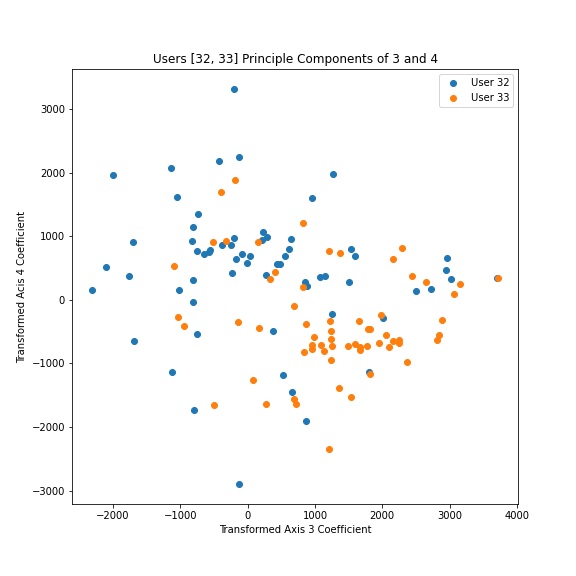 Users [32, 33] Principle Components of 3 and 4
User 32
User 33
3000
2000
1000
0
−1000
−2000
−3000
Transformed Acis 4 Coefficient
−2000 −1000 0 1000 2000 3000 4000
Transformed Axis 3 Coefficient